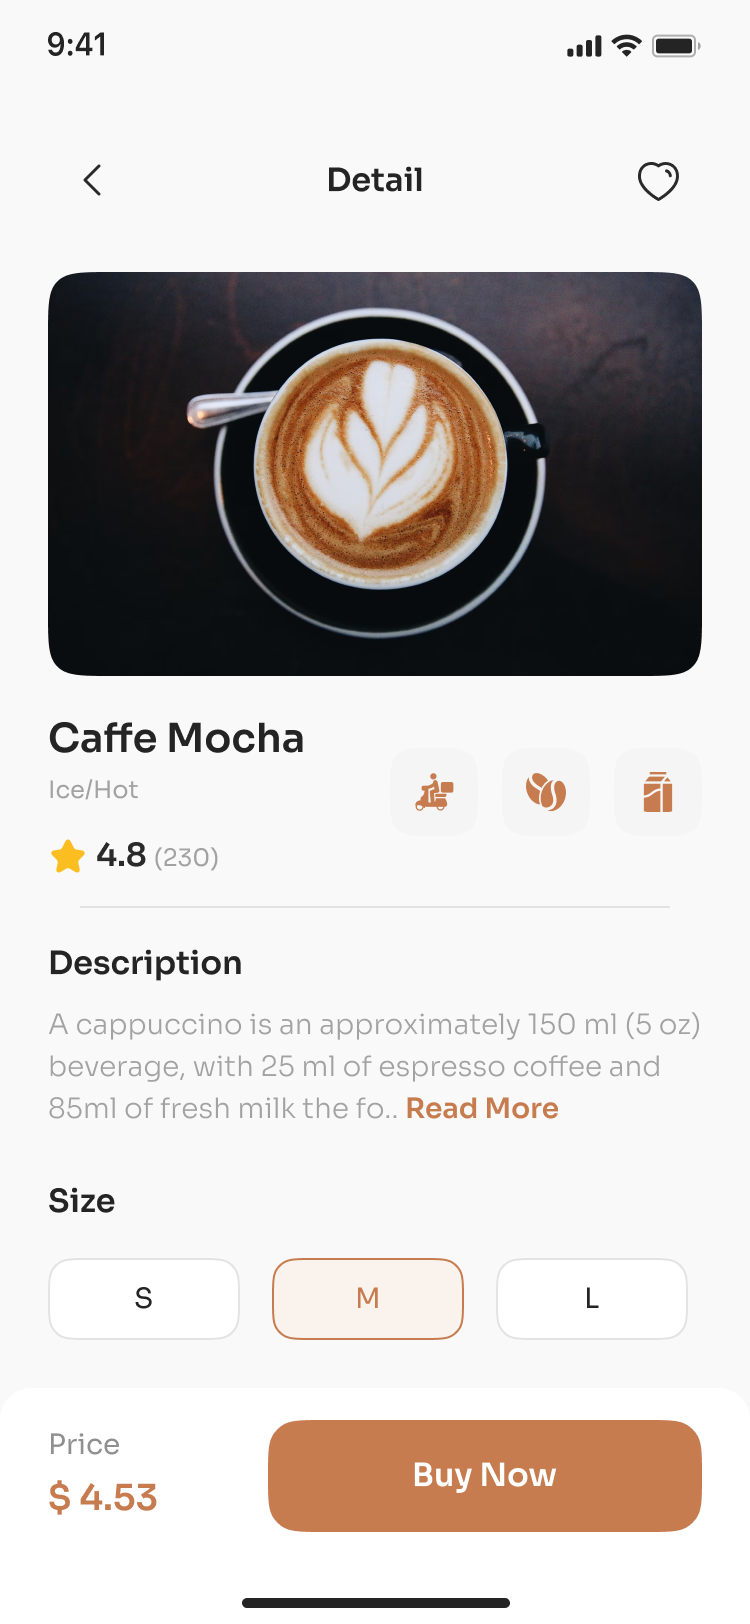 9:41
Detail
Caffe Mocha
Ice/Hot
4.8 (230)
Description
A cappuccino is an approximately 150 ml (5 oz)
beverage, with 25 ml of espresso coffee and
85ml of fresh milk the fo.. Read More
Size
S M L
Price
$ 4.53
Buy Now